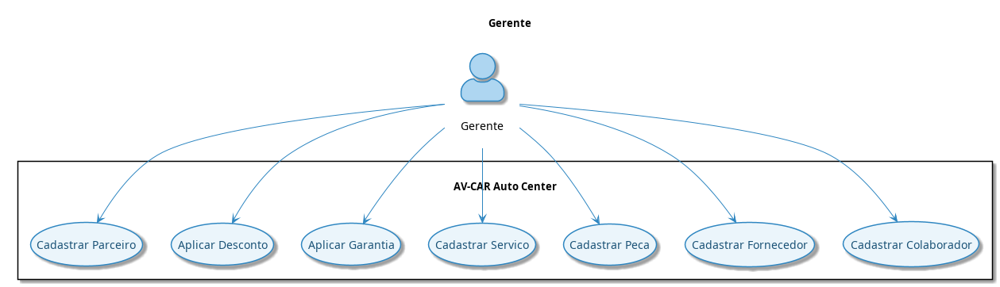 Gerente
Gerente
AV-CAR Auto Center
Cadastrar Parceiro
Aplicar Desconto
Aplicar Garantia
Cadastrar Servico
Cadastrar Peca
Cadastrar Fornecedor
Cadastrar Colaborador